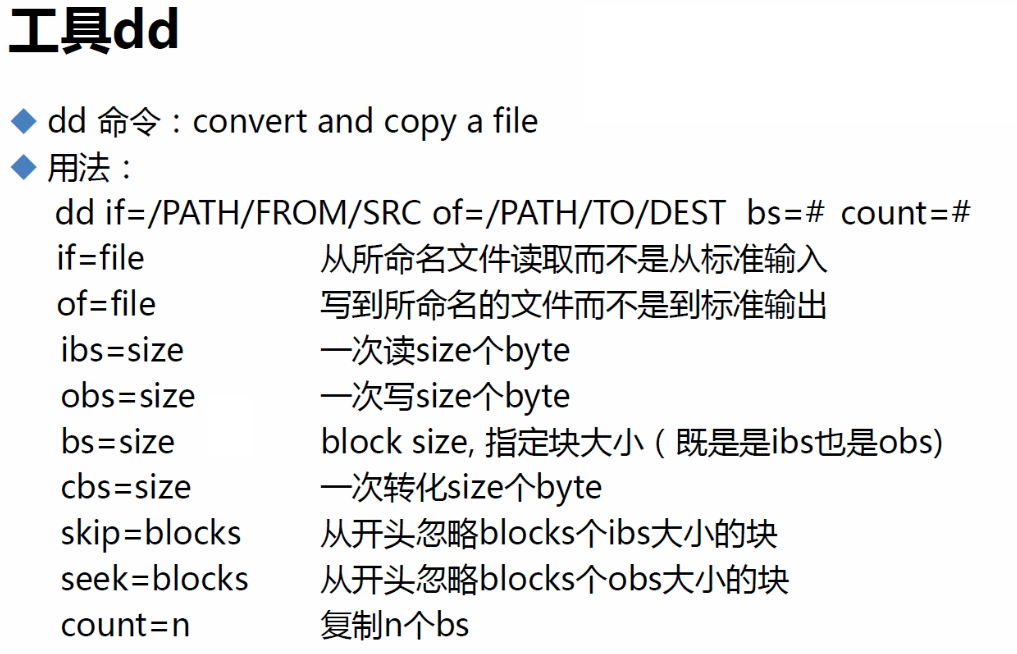 工具dd
dd 命令：convert and copy a file
用法：
dd if=/PATH/FROM/SRC of=/PATH/TO/DEST bs=# count=#
if=file 从所命名文件读取而不是从标准输入
of=file 写到所命名的文件而不是到标准输出
ibs=size 一次读size个byte
obs=size 一次写size个byte
bs=size block size, 指定块大小（既是是ibs也是obs)
cbs=size 一次转化size个byte
skip=blocks 从开头忽略blocks个ibs大小的块
seek=blocks 从开头忽略blocks个obs大小的块
count=n 复制n个bs